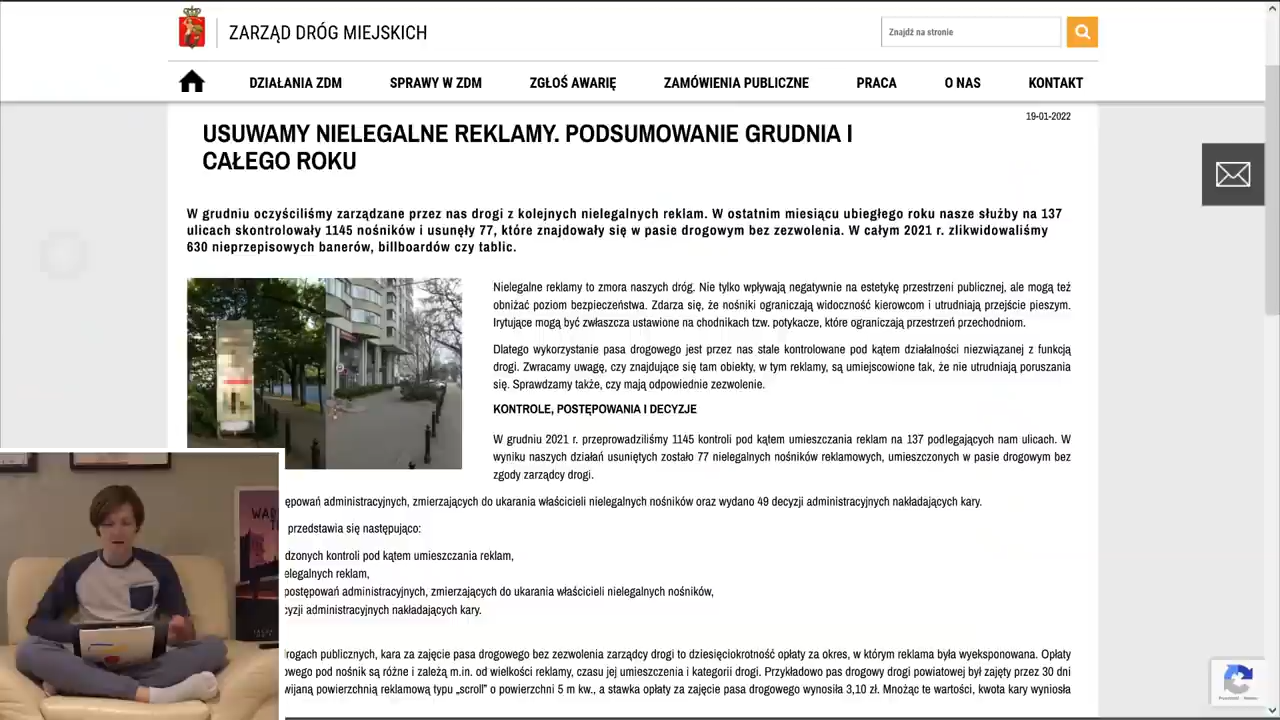 ZARZĄD DRÓG MIEJSKICH
Znajdź na stronie
DZIAŁANIA ZDM SPRAWY W ZDM ZGŁOŚ AWARIĘ ZAMÓWIENIA PUBLICZNE PRACA O NAS KONTAKT
19-01-2022
USUWAMY NIELEGALNE REKLAMY. PODSUMOWANIE GRUDNIA I
CAŁEGO ROKU
W grudniu oczyściliśmy zarządzane przez nas drogi z kolejnych nielegalnych reklam. W ostatnim miesiącu ubiegłego roku nasze służby na 137
ulicach skontrolowały 1145 nośników i usunęły 77, które znajdowały się w pasie drogowym bez zezwolenia. W całym 2021 r. zlikwidowaliśmy
630 nieprzepisowych banerów, billboardów czy tablic.
Nielegalne reklamy to zmora naszych dróg. Nie tylko wpływają negatywnie na estetykę przestrzeni publicznej, ale mogą też
obniżać poziom bezpieczeństwa. Zdarza się, że nośniki ograniczają widoczność kierowcom i utrudniają przejście pieszym.
Irytujące mogą być zwłaszcza ustawione na chodnikach tzw. potykacze, które ograniczają przestrzeń przechodniom.
Dlatego wykorzystanie pasa drogowego jest przez nas stale kontrolowane pod kątem działalności niezwiązanej z funkcją
drogi. Zwracamy uwagę, czy znajdujące się tam obiekty, w tym reklamy, są umiejscowione tak, że nie utrudniają poruszania
się. Sprawdzamy także, czy mają odpowiednie zezwolenie.
KONTROLE, POSTĘPOWANIA I DECYZJE
W grudniu 2021 r. przeprowadziliśmy 1145 kontroli pod kątem umieszczania reklam na 137 podlegających nam ulicach. W
wyniku naszych działań usuniętych zostało 77 nielegalnych nośników reklamowych, umieszczonych w pasie drogowym bez
zgody zarządcy drogi.
ępowań administracyjnych, zmierzających do ukarania właścicieli nielegalnych nośników oraz wydano 49 decyzji administracyjnych nakładających kary.
przedstawia się następująco:
dzonych kontroli pod kątem umieszczania reklam,
elegalnych reklam,
postępowań administracyjnych, zmierzających do ukarania właścicieli nielegalnych nośników,
cyzji administracyjnych nakładających kary.
rogach publicznych, kara za zajęcie pasa drogowego bez zezwolenia zarządcy drogi to dziesięciokrotność opłaty za okres, w którym reklama była wyeksponowana. Opłaty
owego pod nośnik są różne i zależą m.in. od wielkości reklamy, czasu jej umieszczenia i kategorii drogi. Przykładowo pas drogowy drogi powiatowej był zajęty przez 30 dni
wijaną powierzchnią reklamową typu „scroll” o powierzchni 5 m kw., a stawka opłaty za zajęcie pasa drogowego wynosiła 3,10 zł. Mnożąc te wartości, kwota kary wyniosła